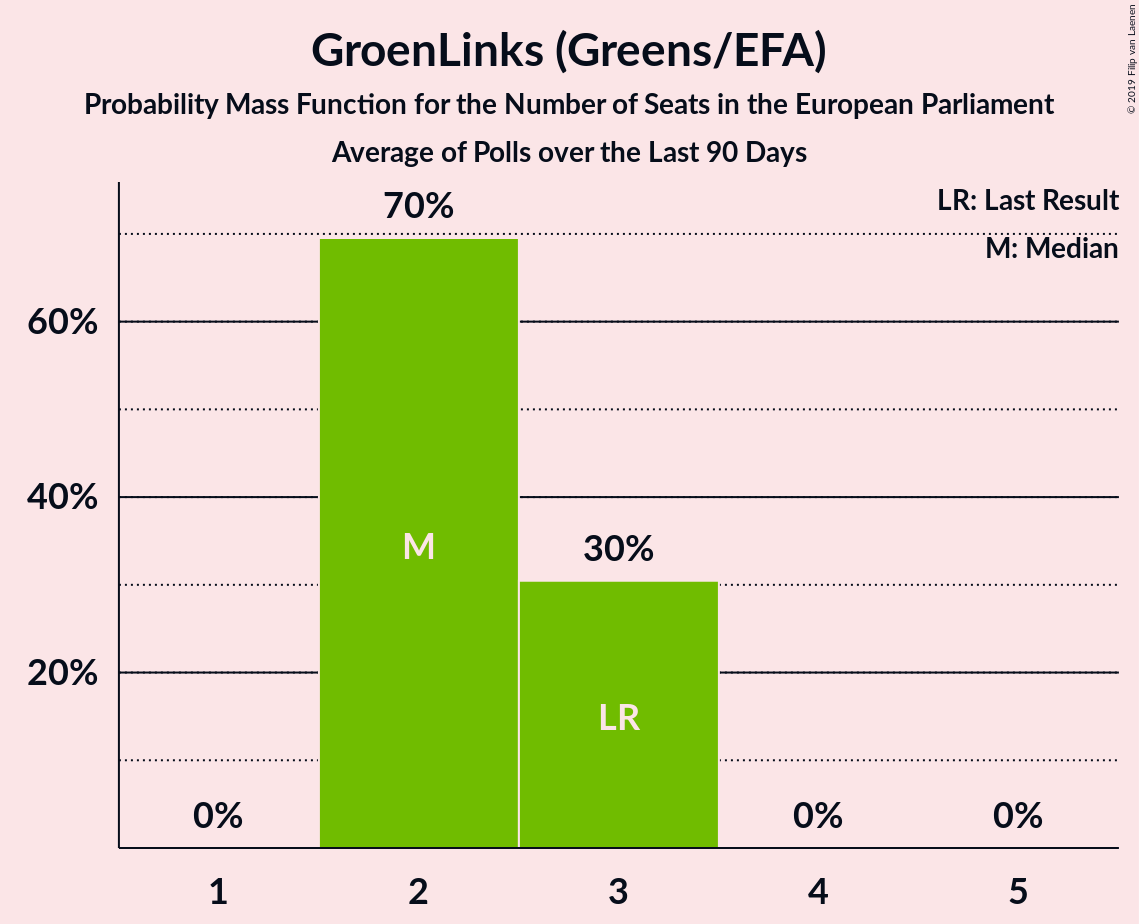 GroenLinks (Greens/EFA)
Probability Mass Function for the Number of Seats in the European Parliament
Average of Polls over the Last 90 Days
© 2019 Filip van Laenen
LR: Last Result
M: Median
70%
60%
40%
20%
M
30%
LR
0%
0%
0%
1
2
3
4
5